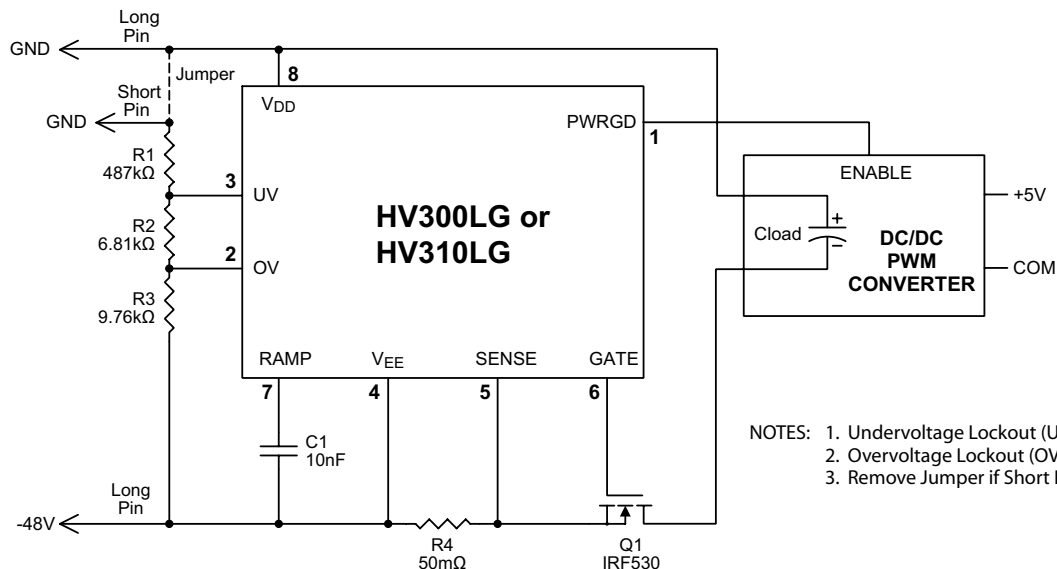 Long
Pin
GND
Jumper
8
VDD
Short
Pin
GND
PWRGD
1
R1
487kΩ
ENABLE
3
UV
+5V
HV300LG or
HV310LG
R2
6.81kΩ
Cload
+
–
DC/DC
PWM
CONVERTER
2
OV
COM
R3
9.76kΩ
RAMP
VEE
SENSE
GATE
7
4
5
6
C1
10nF
NOTES: 1. Undervoltage Lockout (U
2. Overvoltage Lockout (OV
3. Remove Jumper if Short
Long
Pin
-48V
R4
50mΩ
Q1
IRF530